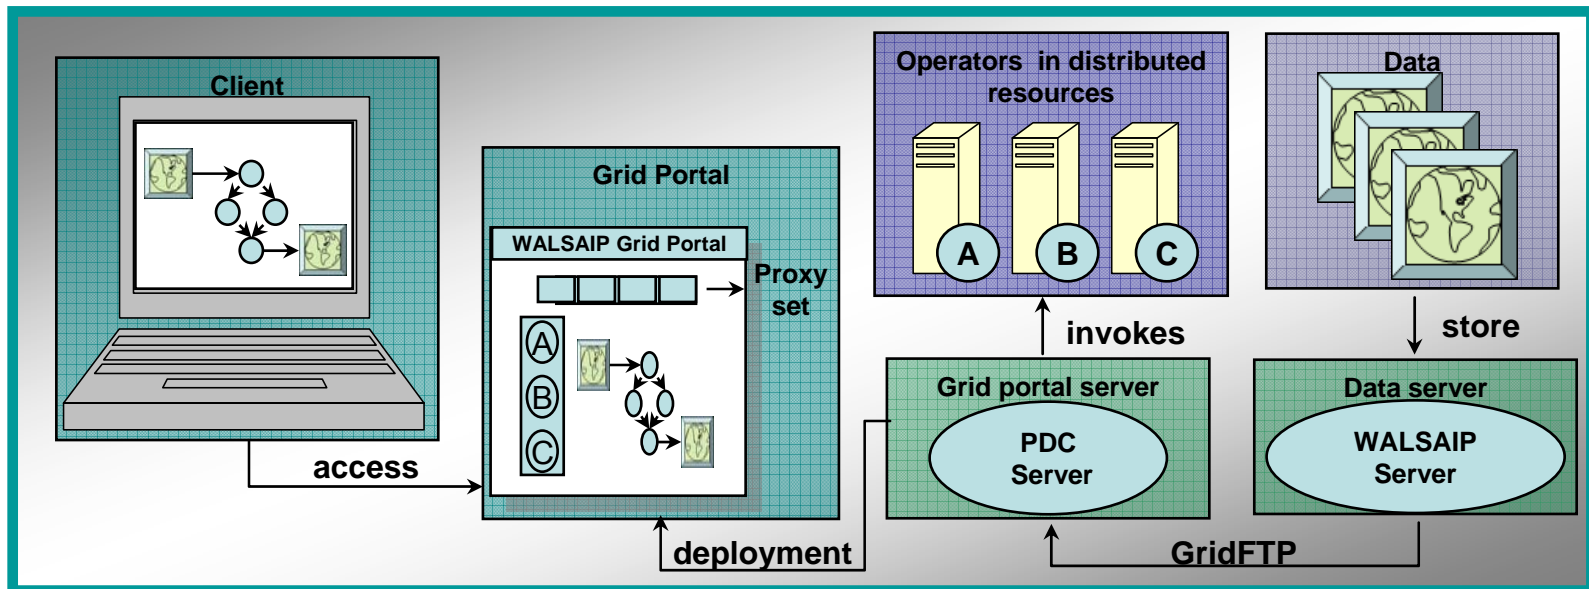 Client
access
Grid Portal
WALSAIP Grid Portal
Proxy
set
A
B
C
deployment
Operators in distributed
resources
A
B
C
invokes
Grid portal server
PDC
Server
GridFTP
Data
store
Data server
WALSAIP
Server